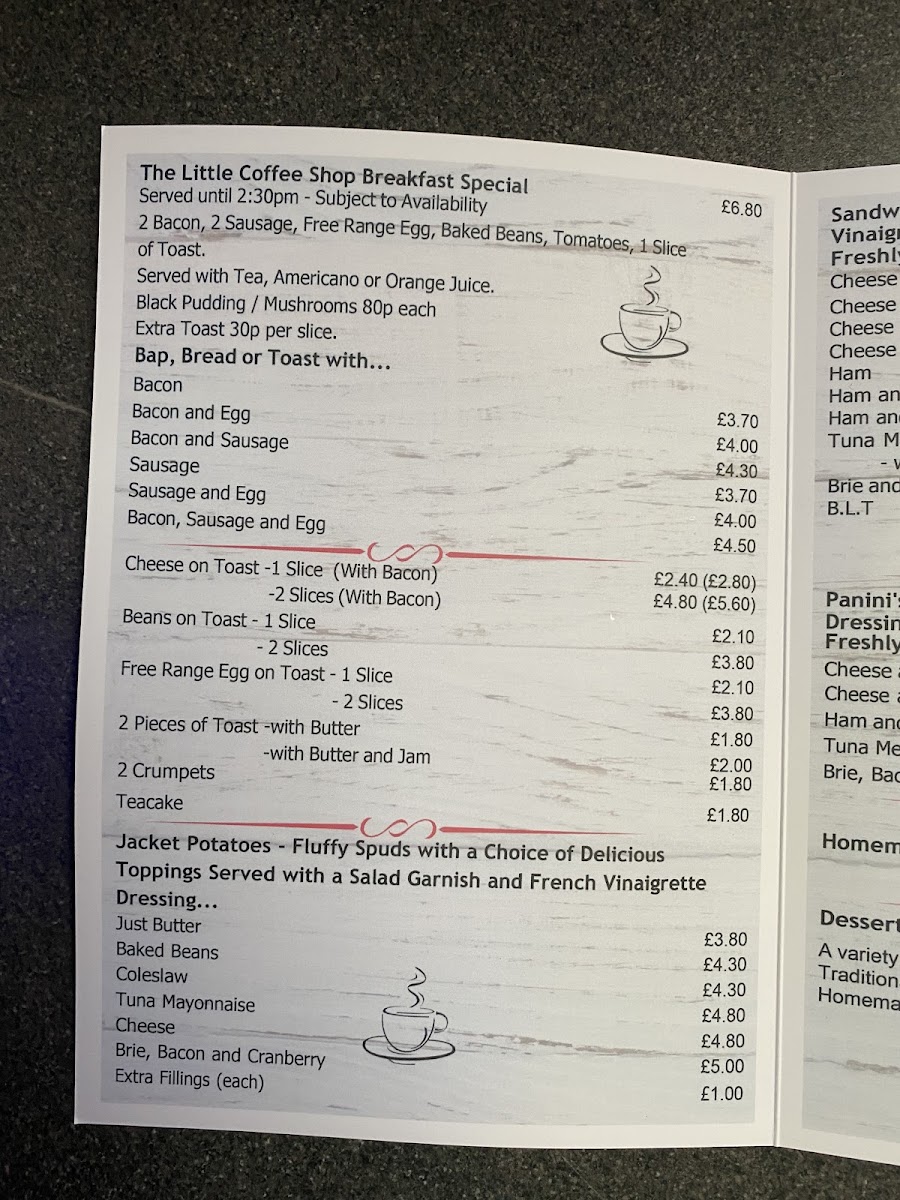 The Little Coffee Shop Breakfast Special
Served until 2:30pm - Subject to Availability £6.80
2 Bacon, 2 Sausage, Free Range Egg, Baked Beans, Tomatoes, 1 Slice
of Toast.
Served with Tea, Americano or Orange Juice.
Black Pudding / Mushrooms 80p each
Extra Toast 30p per slice.
Bap, Bread or Toast with...
Bacon £3.70
Bacon and Egg £4.00
Bacon and Sausage £4.30
Sausage £3.70
Sausage and Egg £4.00
Bacon, Sausage and Egg £4.50
Cheese on Toast -1 Slice (With Bacon) £2.40 (£2.80)
-2 Slices (With Bacon) £4.80 (£5.60)
Beans on Toast - 1 Slice £2.10
- 2 Slices £3.80
Free Range Egg on Toast - 1 Slice £2.10
- 2 Slices £3.80
2 Pieces of Toast -with Butter £1.80
-with Butter and Jam £2.00
2 Crumpets £1.80
Teacake £1.80
Jacket Potatoes - Fluffy Spuds with a Choice of Delicious
Toppings Served with a Salad Garnish and French Vinaigrette
Dressing...
Just Butter £3.80
Baked Beans £4.30
Coleslaw £4.30
Tuna Mayonnaise £4.80
Cheese £4.80
Brie, Bacon and Cranberry £5.00
Extra Fillings (each) £1.00
Sandw
Vinaigr
Freshly
Cheese
Cheese
Cheese
Cheese
Ham
Ham an
Ham and
Tuna M
- w
Brie and
B.L.T
Panini's
Dressin
Freshly
Cheese a
Cheese a
Ham and
Tuna Me
Brie, Bac
Homem
Dessert
A variety
Tradition
Homema